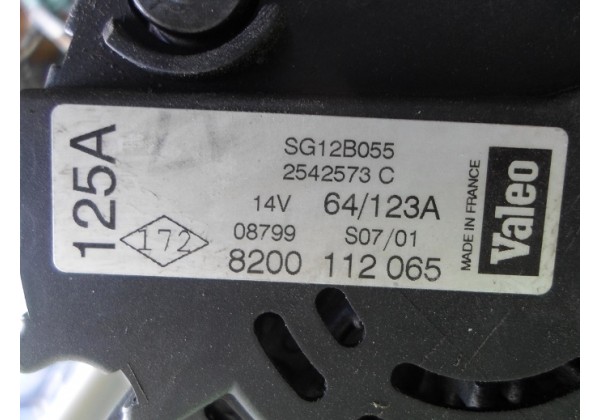 125A
172
SG12B055
2542573 C
14V 64/123A
08799 S07/01
8200 112 065
MADE IN FRANCE
Valeo